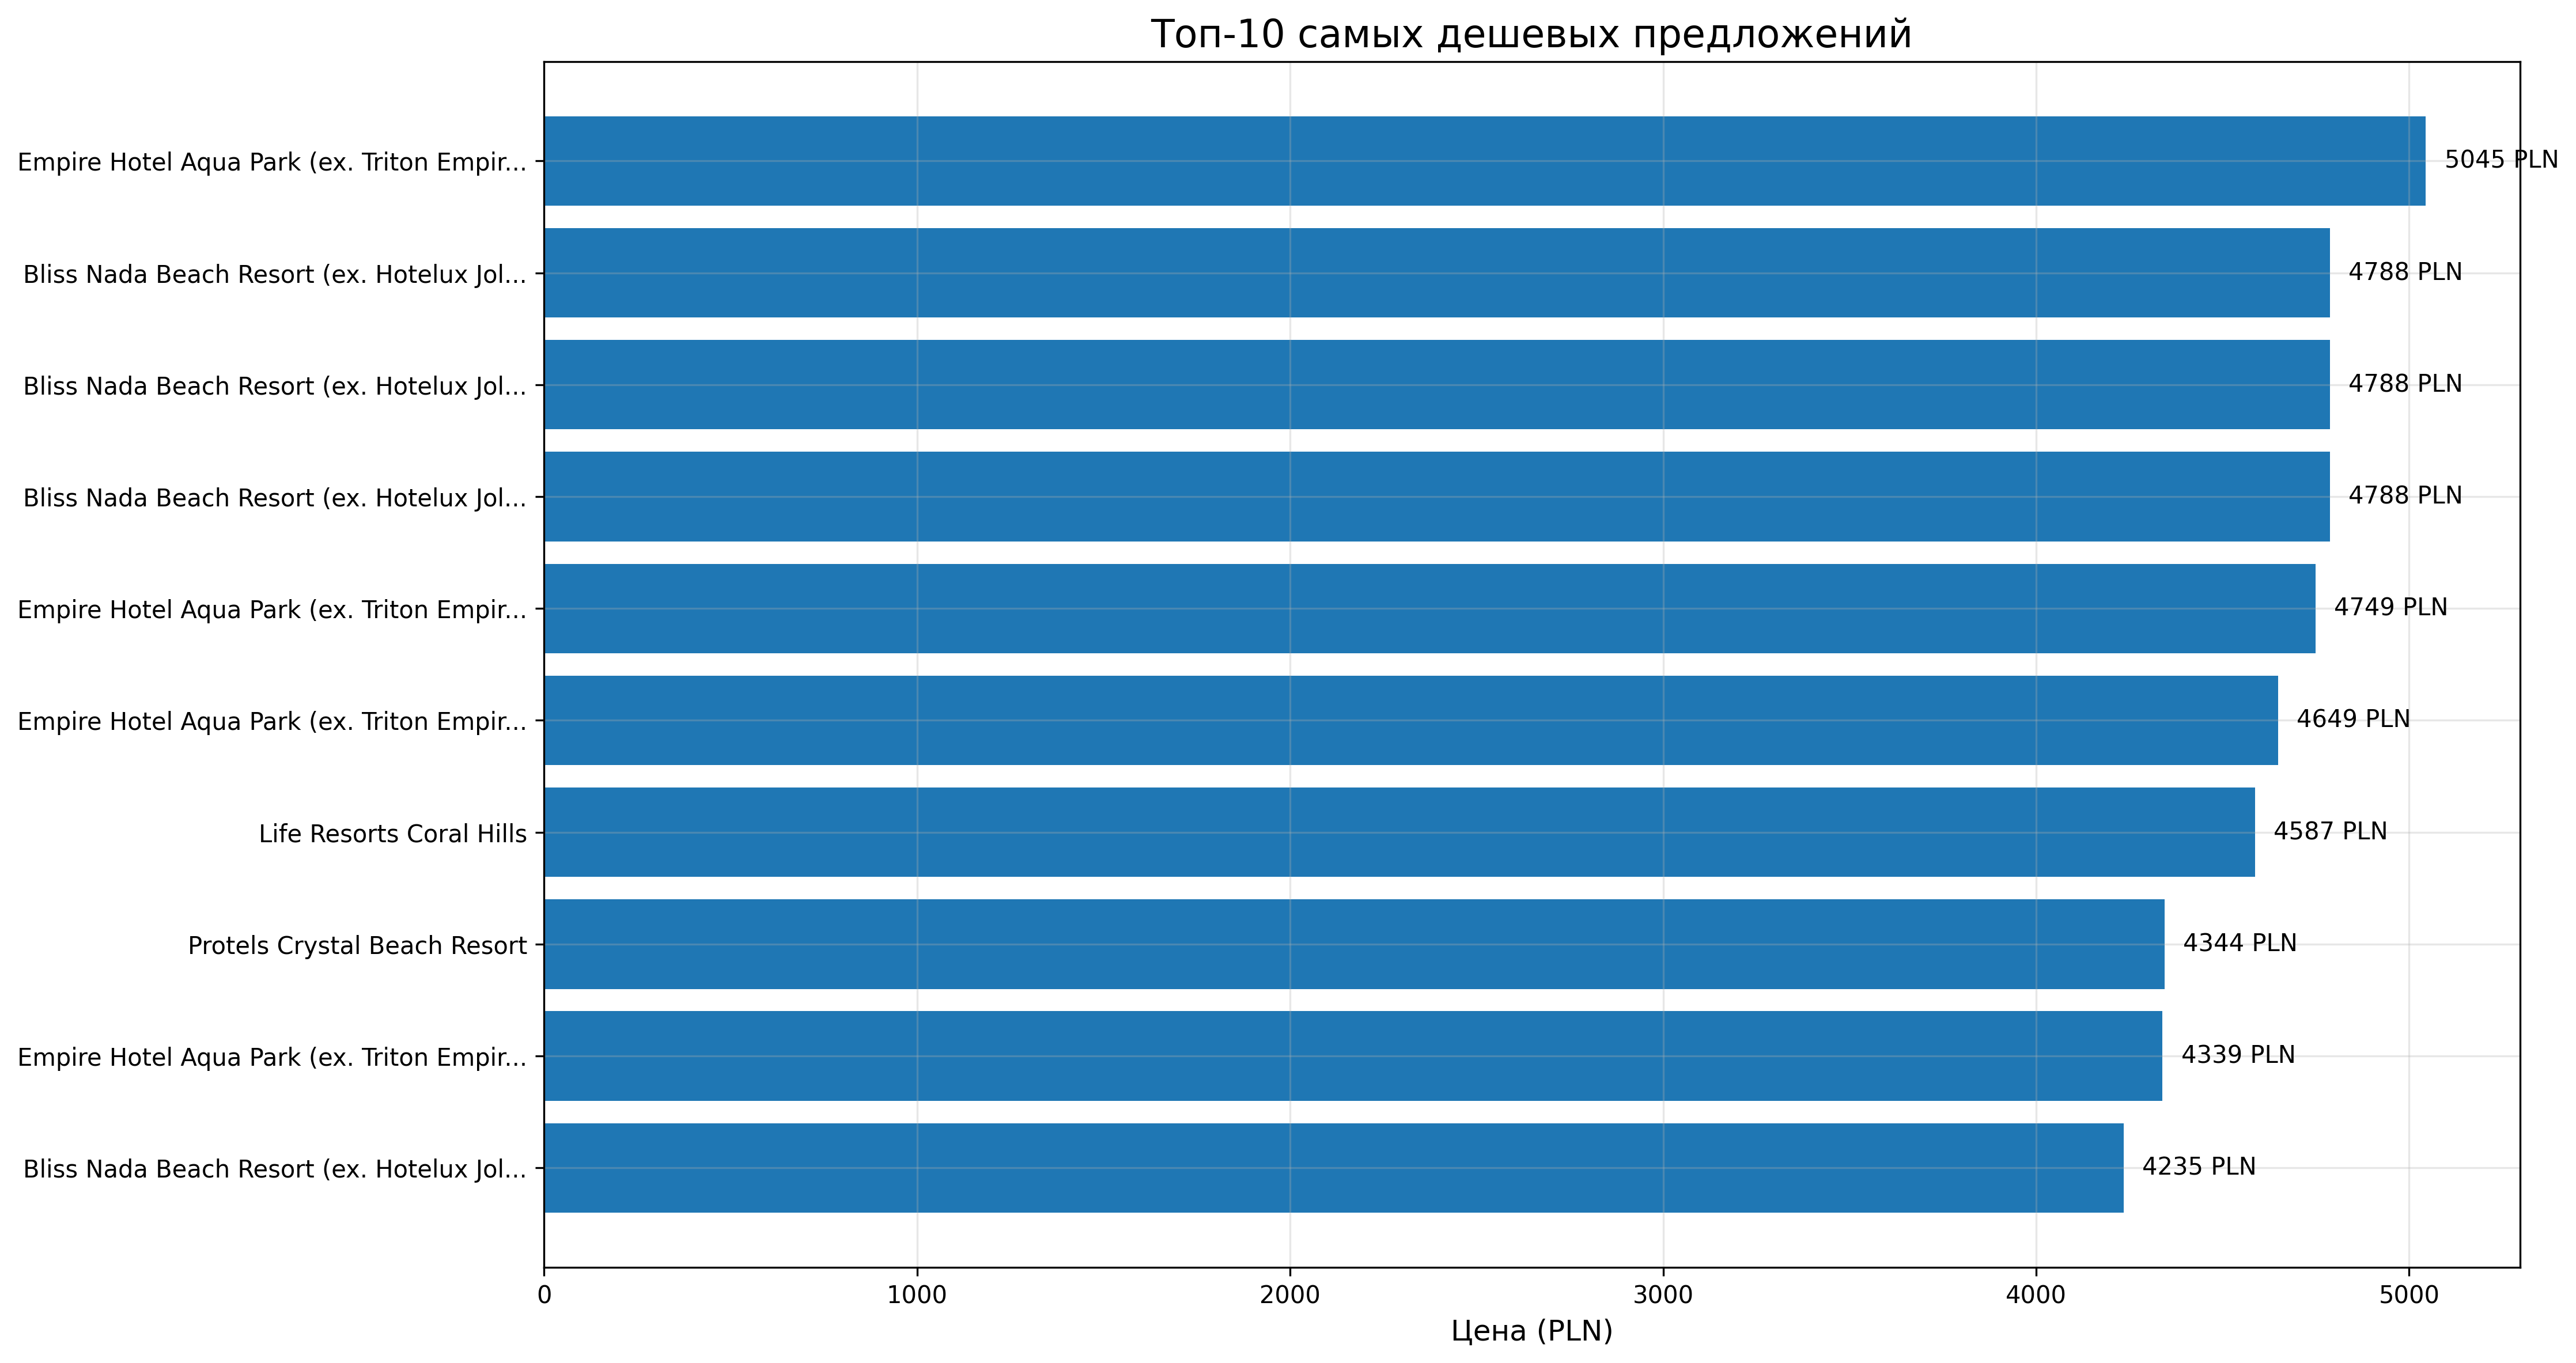 Топ-10 самых дешевых предложений
Empire Hotel Aqua Park (ex. Triton Empir... 5045 PLN
Bliss Nada Beach Resort (ex. Hotelux Jol... 4788 PLN
Bliss Nada Beach Resort (ex. Hotelux Jol... 4788 PLN
Bliss Nada Beach Resort (ex. Hotelux Jol... 4788 PLN
Empire Hotel Aqua Park (ex. Triton Empir... 4749 PLN
Empire Hotel Aqua Park (ex. Triton Empir... 4649 PLN
Life Resorts Coral Hills 4587 PLN
Protels Crystal Beach Resort 4344 PLN
Empire Hotel Aqua Park (ex. Triton Empir... 4339 PLN
Bliss Nada Beach Resort (ex. Hotelux Jol... 4235 PLN
0 1000 2000 3000 4000 5000
Цена (PLN)